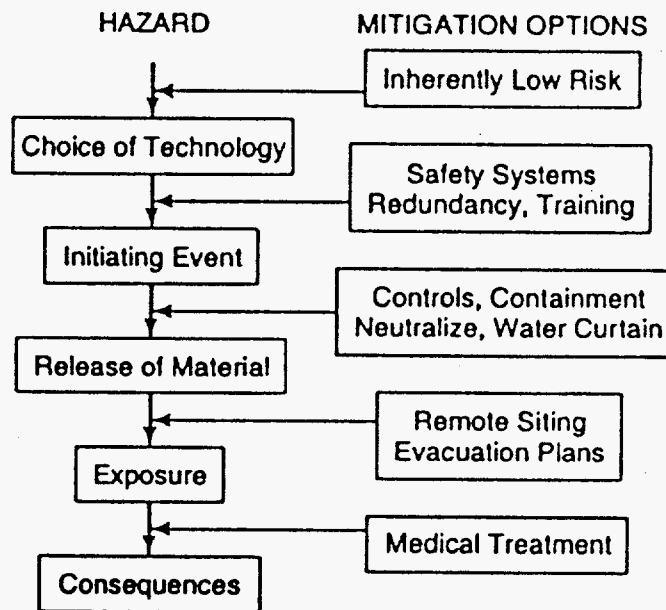 HAZARD
MITIGATION OPTIONS
Inherently Low Risk
Choice of Technology
Safety Systems
Redundancy, Training
Initiating Event
Controls, Containment
Neutralize, Water Curtain
Release of Material
Remote Siting
Evacuation Plans
Exposure
Medical Treatment
Consequences